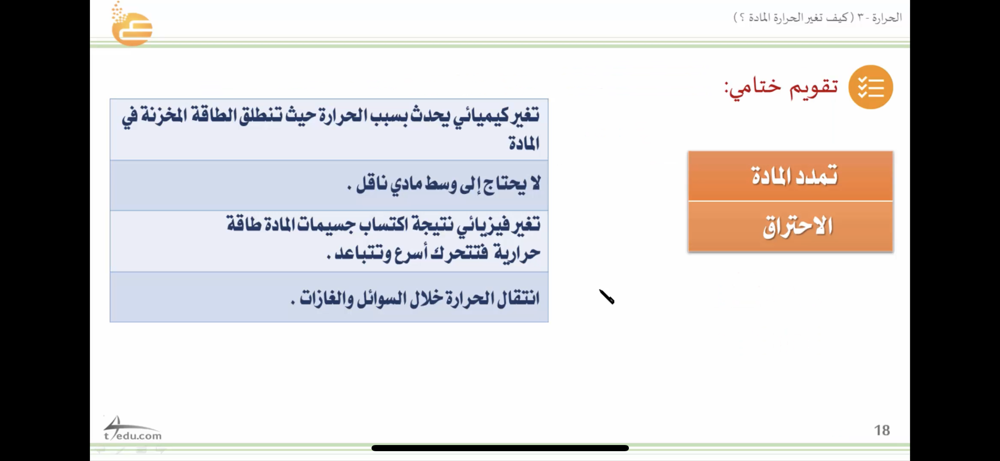 الحرارة - ٣ ( كيف تغير الحرارة المادة ؟ )
تقويم ختامي:
تمدد المادة
الاحتراق
تغير كيميائي يحدث بسبب الحرارة حيث تنطلق الطاقة المخزنة في
المادة
لا يحتاج إلى وسط مادي ناقل .
تغير فيزيائي نتيجة اكتساب جسيمات المادة طاقة
حرارية فتتحرك أسرع وتتباعد .
انتقال الحرارة خلال السوائل والغازات .
t4edu.com
18